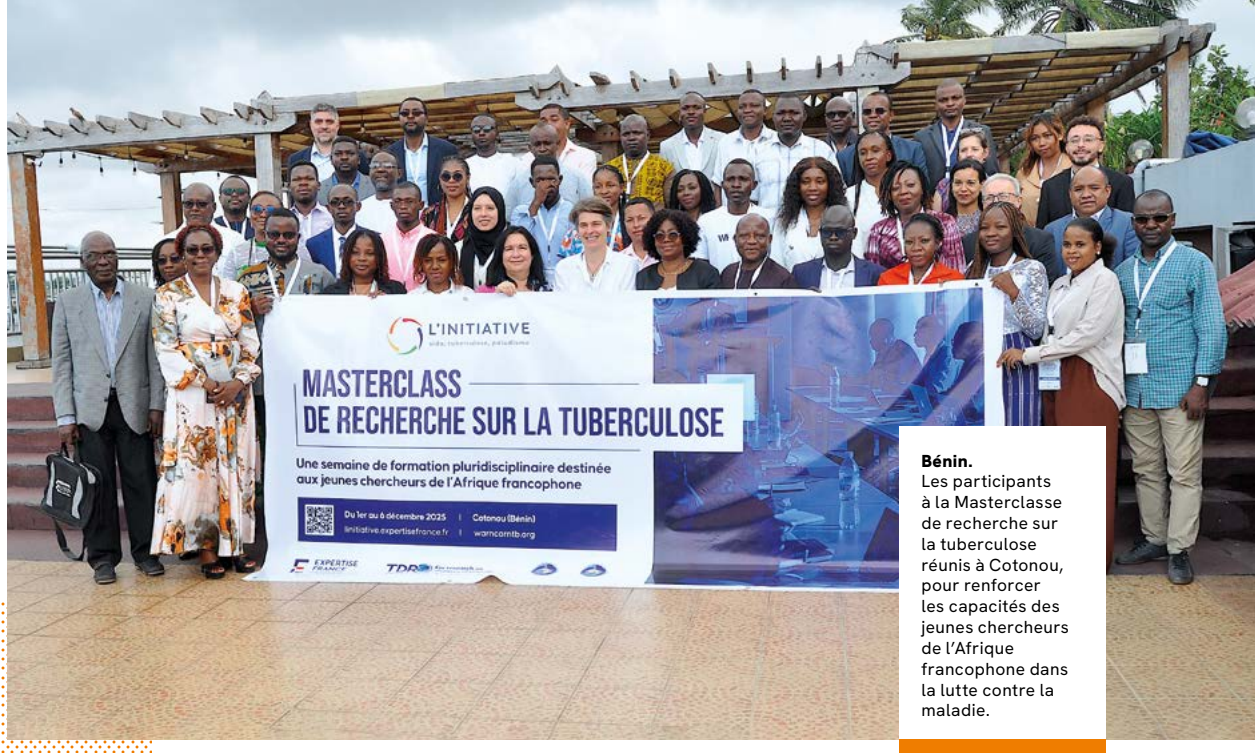 L'INITIATIVE
sida, tuberculose, paludisme
MASTERCLASS
DE RECHERCHE SUR LA TUBERCULOSE
Une semaine de formation pluridisciplinaire destinée
aux jeunes chercheurs de l'Afrique francophone
Du 1er au 6 décembre 2025 | Cotonou (Bénin)
linitiative.expertisefrance.fr | warncorntb.org
EXPERTISE
FRANCE
TDR
Bénin.
Les participants
à la Masterclasse
de recherche sur
la tuberculose
réunis à Cotonou,
pour renforcer
les capacités des
jeunes chercheurs
de l'Afrique
francophone dans
la lutte contre la
maladie.